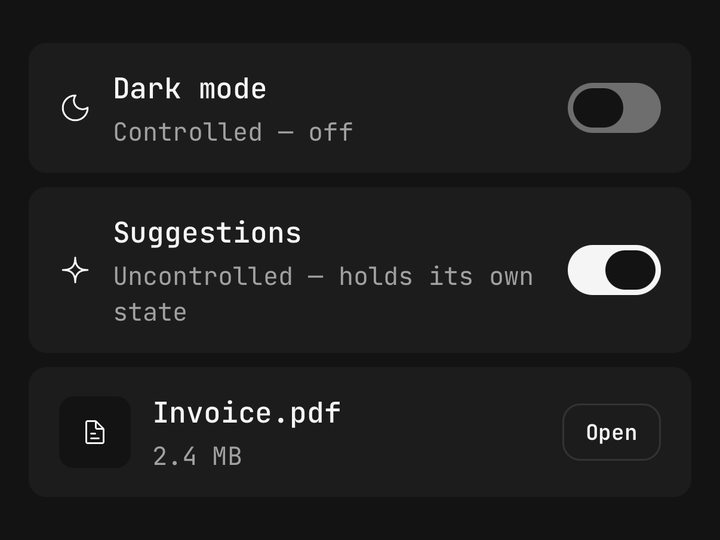 Dark mode
Controlled — off
Suggestions
Uncontrolled — holds its own
state
Invoice.pdf
2.4 MB
Open